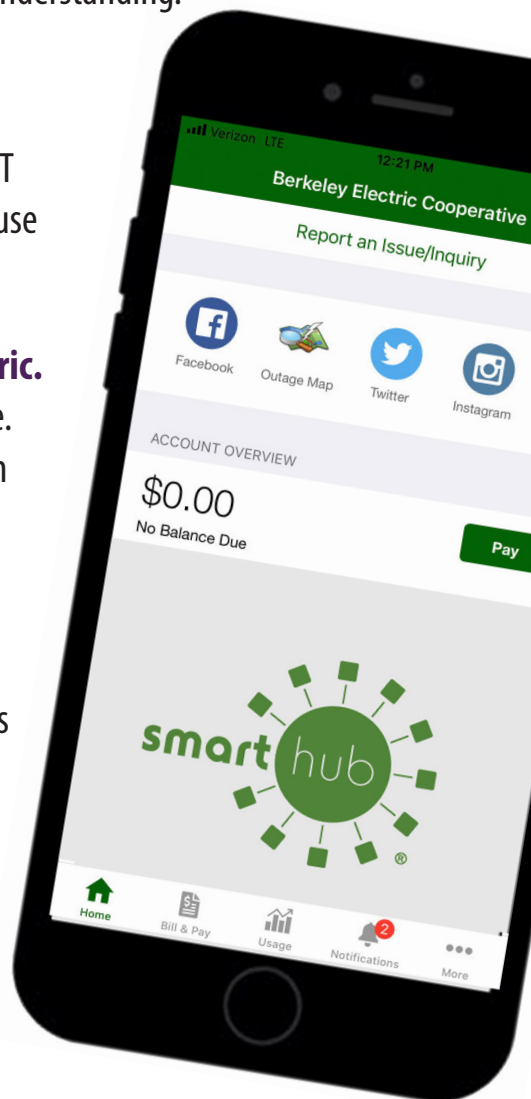 understanding.
T
use
ric.
e.
n
s
Verizon LTE
12:21 PM
Berkeley Electric Cooperative
Report an Issue/Inquiry
Facebook
Outage Map
Twitter
Instagram
ACCOUNT OVERVIEW
$0.00
No Balance Due
Pay
smart hub ®
Home
Bill & Pay
Usage
Notifications
2
More